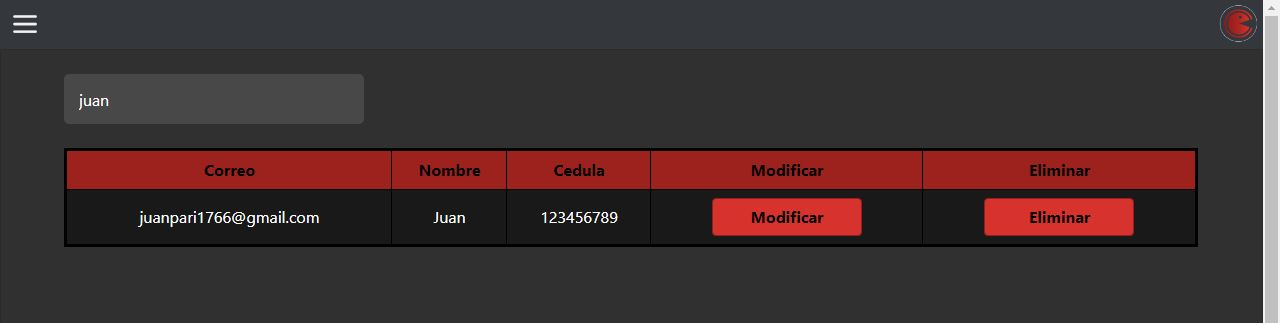 juan
Correo Nombre Cedula Modificar Eliminar
juanpari1766@gmail.com Juan 123456789 Modificar Eliminar